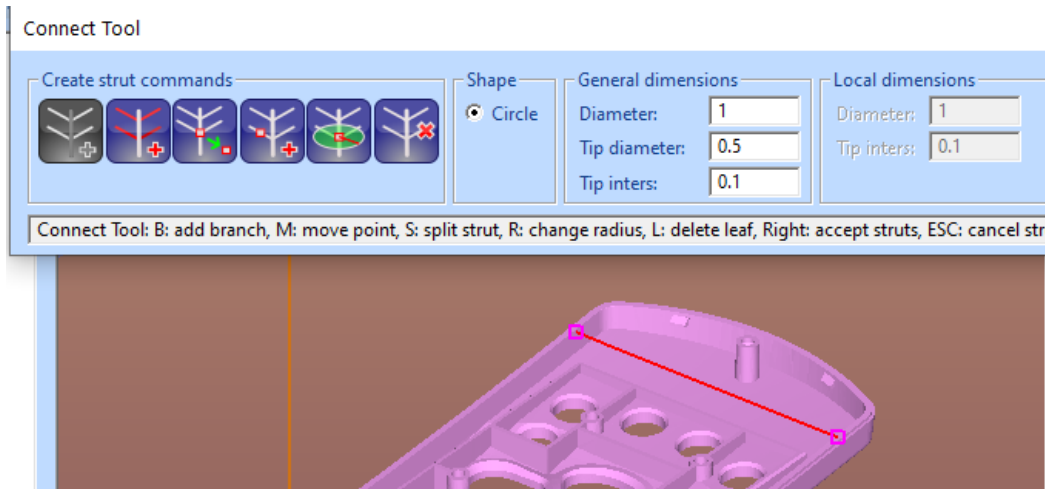 Connect Tool
Create strut commands
Shape
Circle
General dimensions
Diameter: 1
Tip diameter: 0.5
Tip inters: 0.1
Local dimensions
Diameter: 1
Tip inters: 0.1
Connect Tool: B: add branch, M: move point, S: split strut, R: change radius, L: delete leaf, Right: accept struts, ESC: cancel str